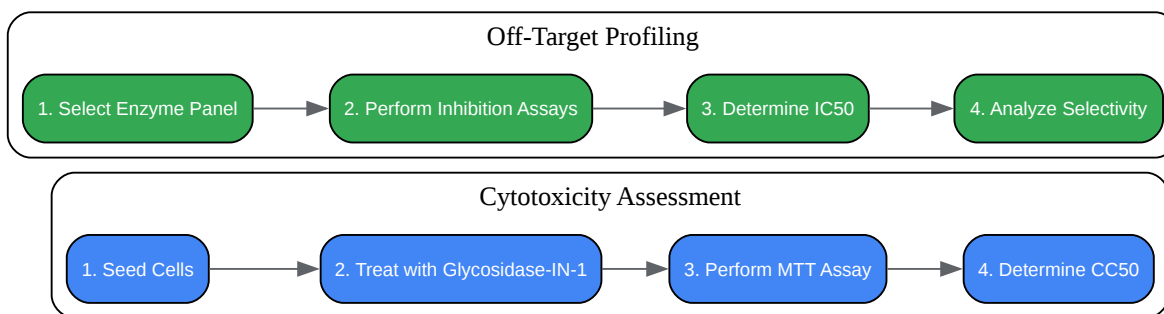 Off-Target Profiling
1. Select Enzyme Panel
2. Perform Inhibition Assays
3. Determine IC50
4. Analyze Selectivity
Cytotoxicity Assessment
1. Seed Cells
2. Treat with Glycosidase-IN-1
3. Perform MTT Assay
4. Determine CC50